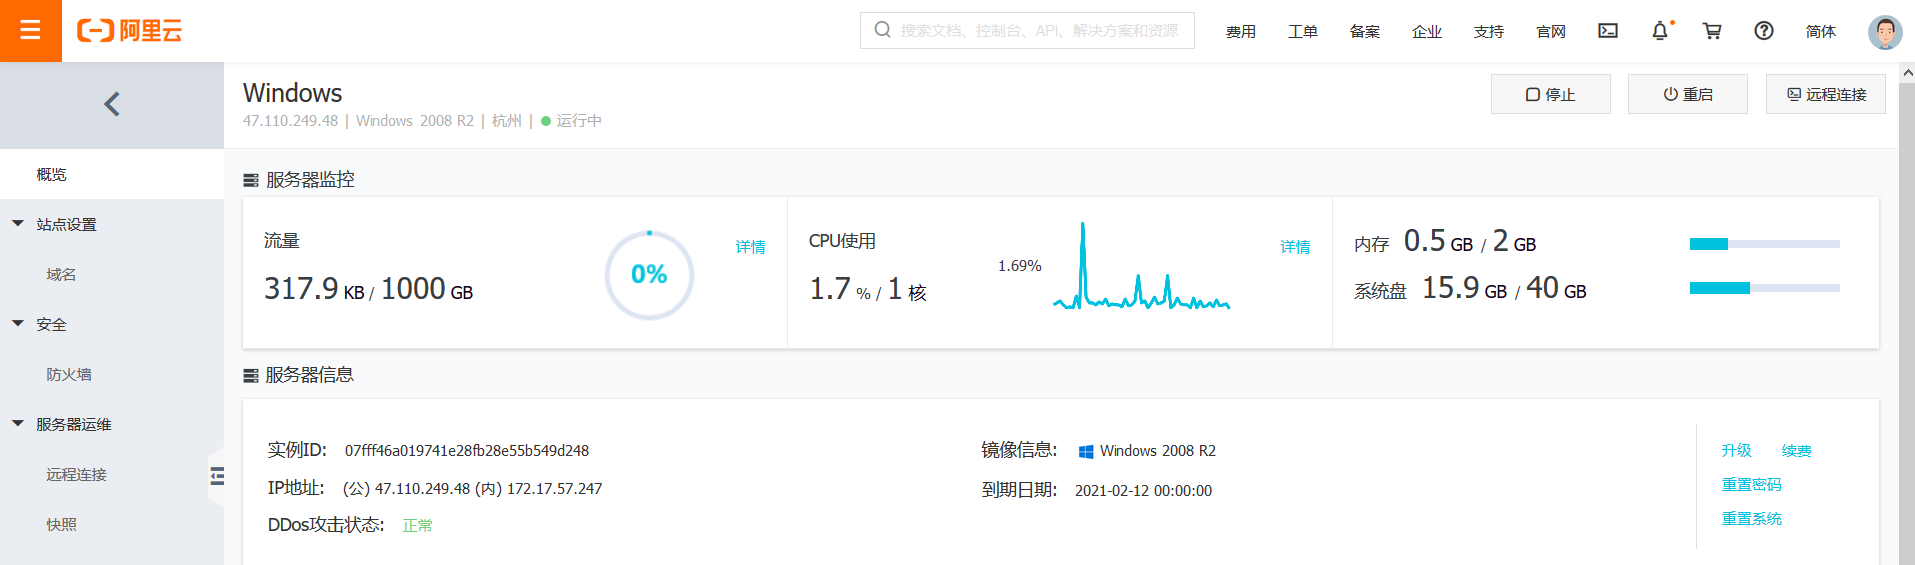 阿里云
搜索文档、控制台、API、解决方案和资源
费用 工单 备案 企业 支持 官网 简体
Windows
47.110.249.48 | Windows 2008 R2 | 杭州 | 运行中
停止 重启 远程连接
概览
站点设置
域名
安全
防火墙
服务器运维
远程连接
快照
服务器监控
流量
317.9 KB / 1000 GB
0%
详情
CPU使用
1.7 % / 1 核
1.69%
详情
内存 0.5 GB / 2 GB
系统盘 15.9 GB / 40 GB
服务器信息
实例ID: 07fff46a019741e28fb28e55b549d248
IP地址: (公) 47.110.249.48 (内) 172.17.57.247
DDos攻击状态: 正常
镜像信息: Windows 2008 R2
到期日期: 2021-02-12 00:00:00
升级 续费
重置密码
重置系统